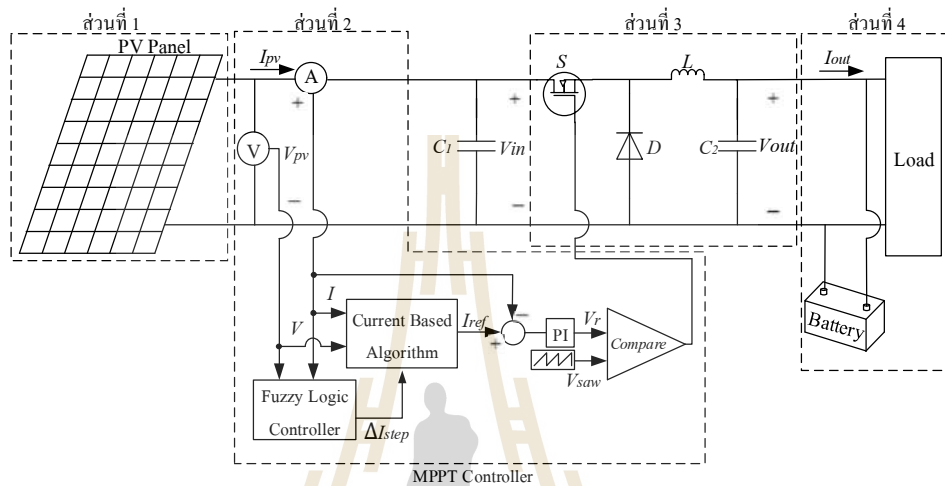 ส่วนที่ 1
ส่วนที่ 2
ส่วนที่ 3
ส่วนที่ 4
PV Panel
Ipv
A
S
L
Iout
+
+
+
V
Vpv
C1
Vin
D
C2
Vout
Load
−
−
−
I
V
Current Based
Algorithm
Iref
−
+
PI
Vr
Vsaw
Compare
Battery
Fuzzy Logic
Controller
ΔIstep
MPPT Controller